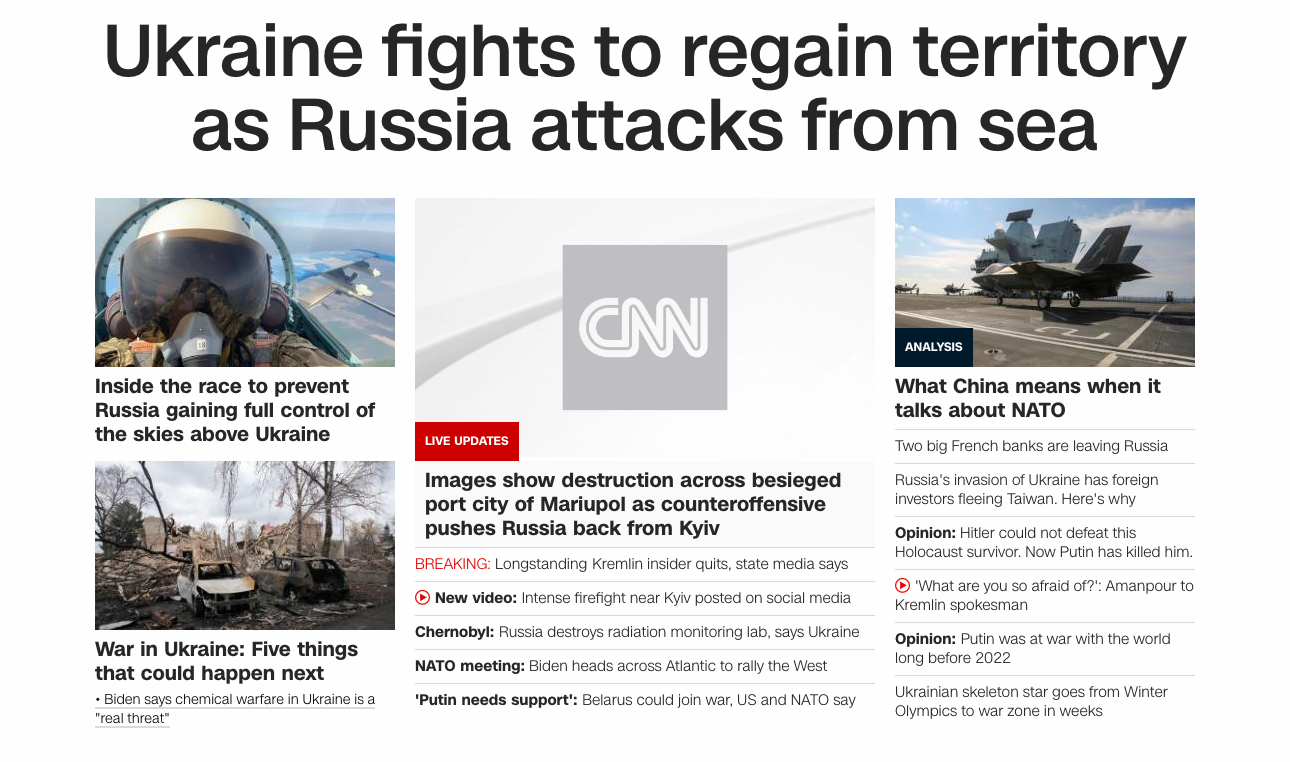 Ukraine fights to regain territory
as Russia attacks from sea
Inside the race to prevent
Russia gaining full control of
the skies above Ukraine
War in Ukraine: Five things
that could happen next
• Biden says chemical warfare in Ukraine is a
"real threat"
CNN
LIVE UPDATES
Images show destruction across besieged
port city of Mariupol as counteroffensive
pushes Russia back from Kyiv
BREAKING: Longstanding Kremlin insider quits, state media says
New video: Intense firefight near Kyiv posted on social media
Chernobyl: Russia destroys radiation monitoring lab, says Ukraine
NATO meeting: Biden heads across Atlantic to rally the West
'Putin needs support': Belarus could join war, US and NATO say
ANALYSIS
What China means when it
talks about NATO
Two big French banks are leaving Russia
Russia's invasion of Ukraine has foreign
investors fleeing Taiwan. Here's why
Opinion: Hitler could not defeat this
Holocaust survivor. Now Putin has killed him.
'What are you so afraid of?': Amanpour to
Kremlin spokesman
Opinion: Putin was at war with the world
long before 2022
Ukrainian skeleton star goes from Winter
Olympics to war zone in weeks